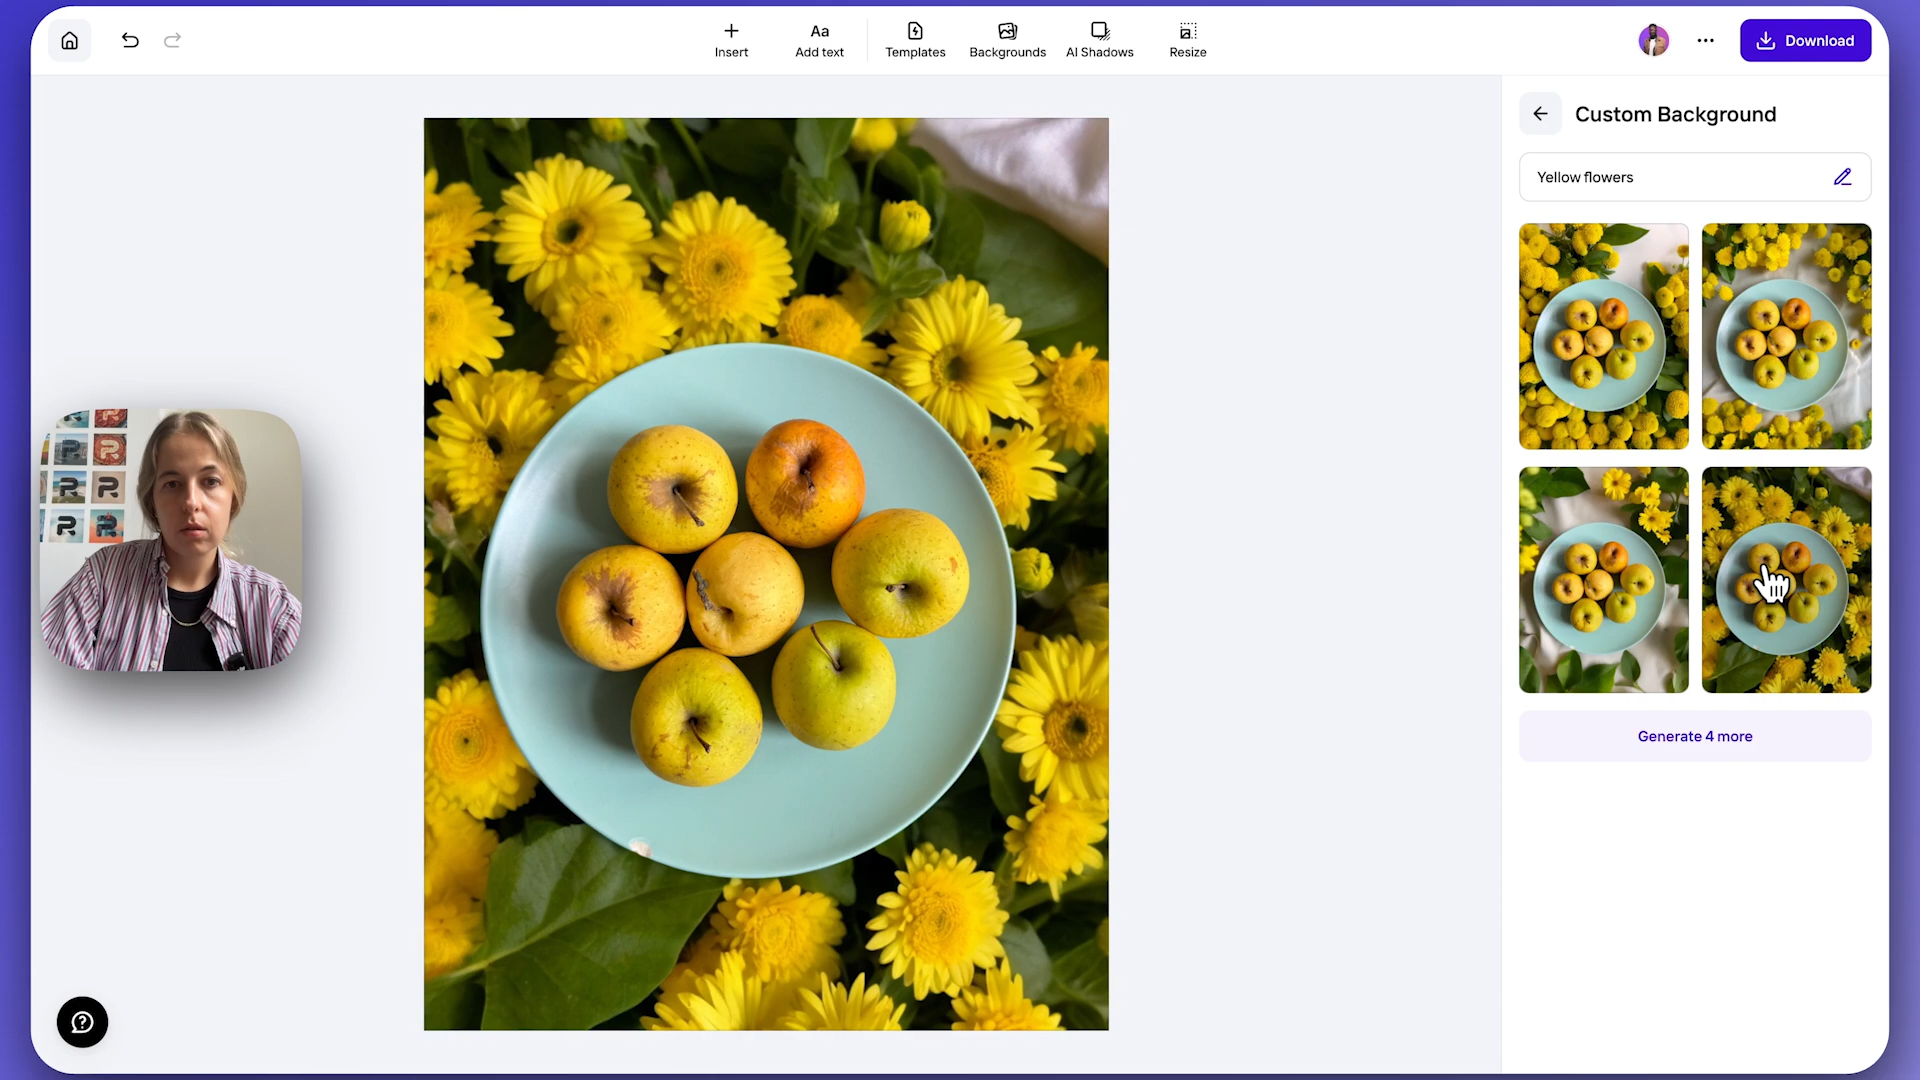 Insert
Aa
Add text
Templates
Backgrounds
AI Shadows
Resize
Download
Custom Background
Yellow flowers
Generate 4 more
R
R
R
R
R
R
R
R
?